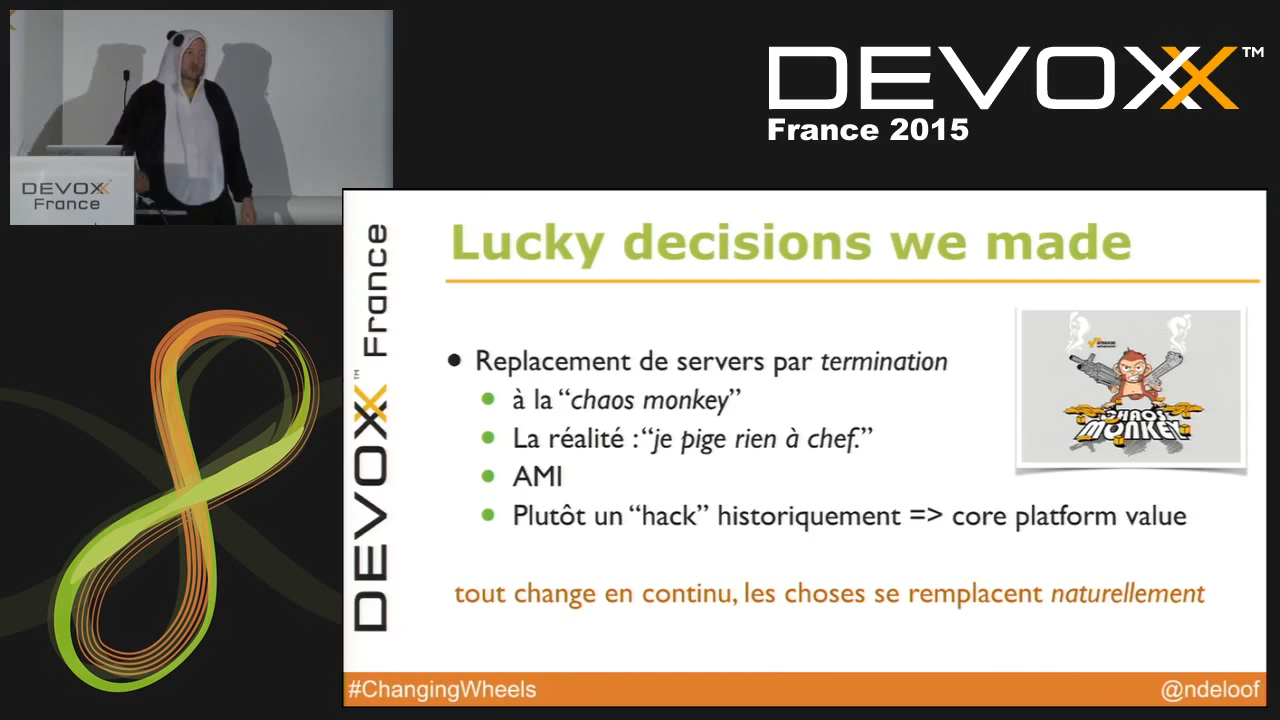 DEVOXX™
France 2015
DEVOXX
France
DEVOXX™ France
Lucky decisions we made
Replacement de servers par termination
à la “chaos monkey”
La réalité : “je pige rien à chef.”
AMI
Plutôt un “hack” historiquement => core platform value
CHAOS
MONKEY
tout change en continu, les choses se remplacent naturellement
#ChangingWheels
@ndeloof